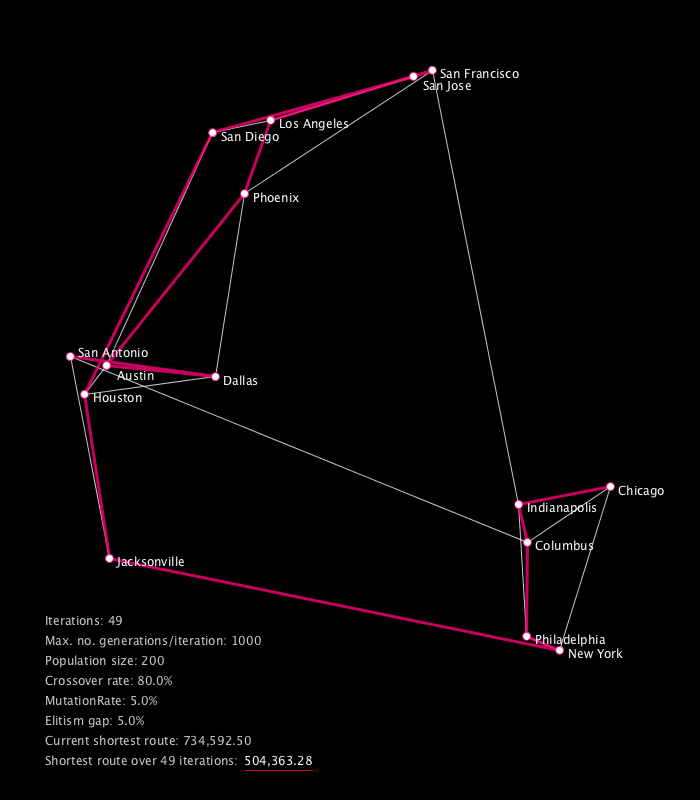 San Francisco
San Jose
Los Angeles
San Diego
Phoenix
San Antonio
Austin
Dallas
Houston
Chicago
Indianapolis
Columbus
Jacksonville
Philadelphia
New York
Iterations: 49
Max. no. generations/iteration: 1000
Population size: 200
Crossover rate: 80.0%
MutationRate: 5.0%
Elitism gap: 5.0%
Current shortest route: 734,592.50
Shortest route over 49 iterations: 504,363.28